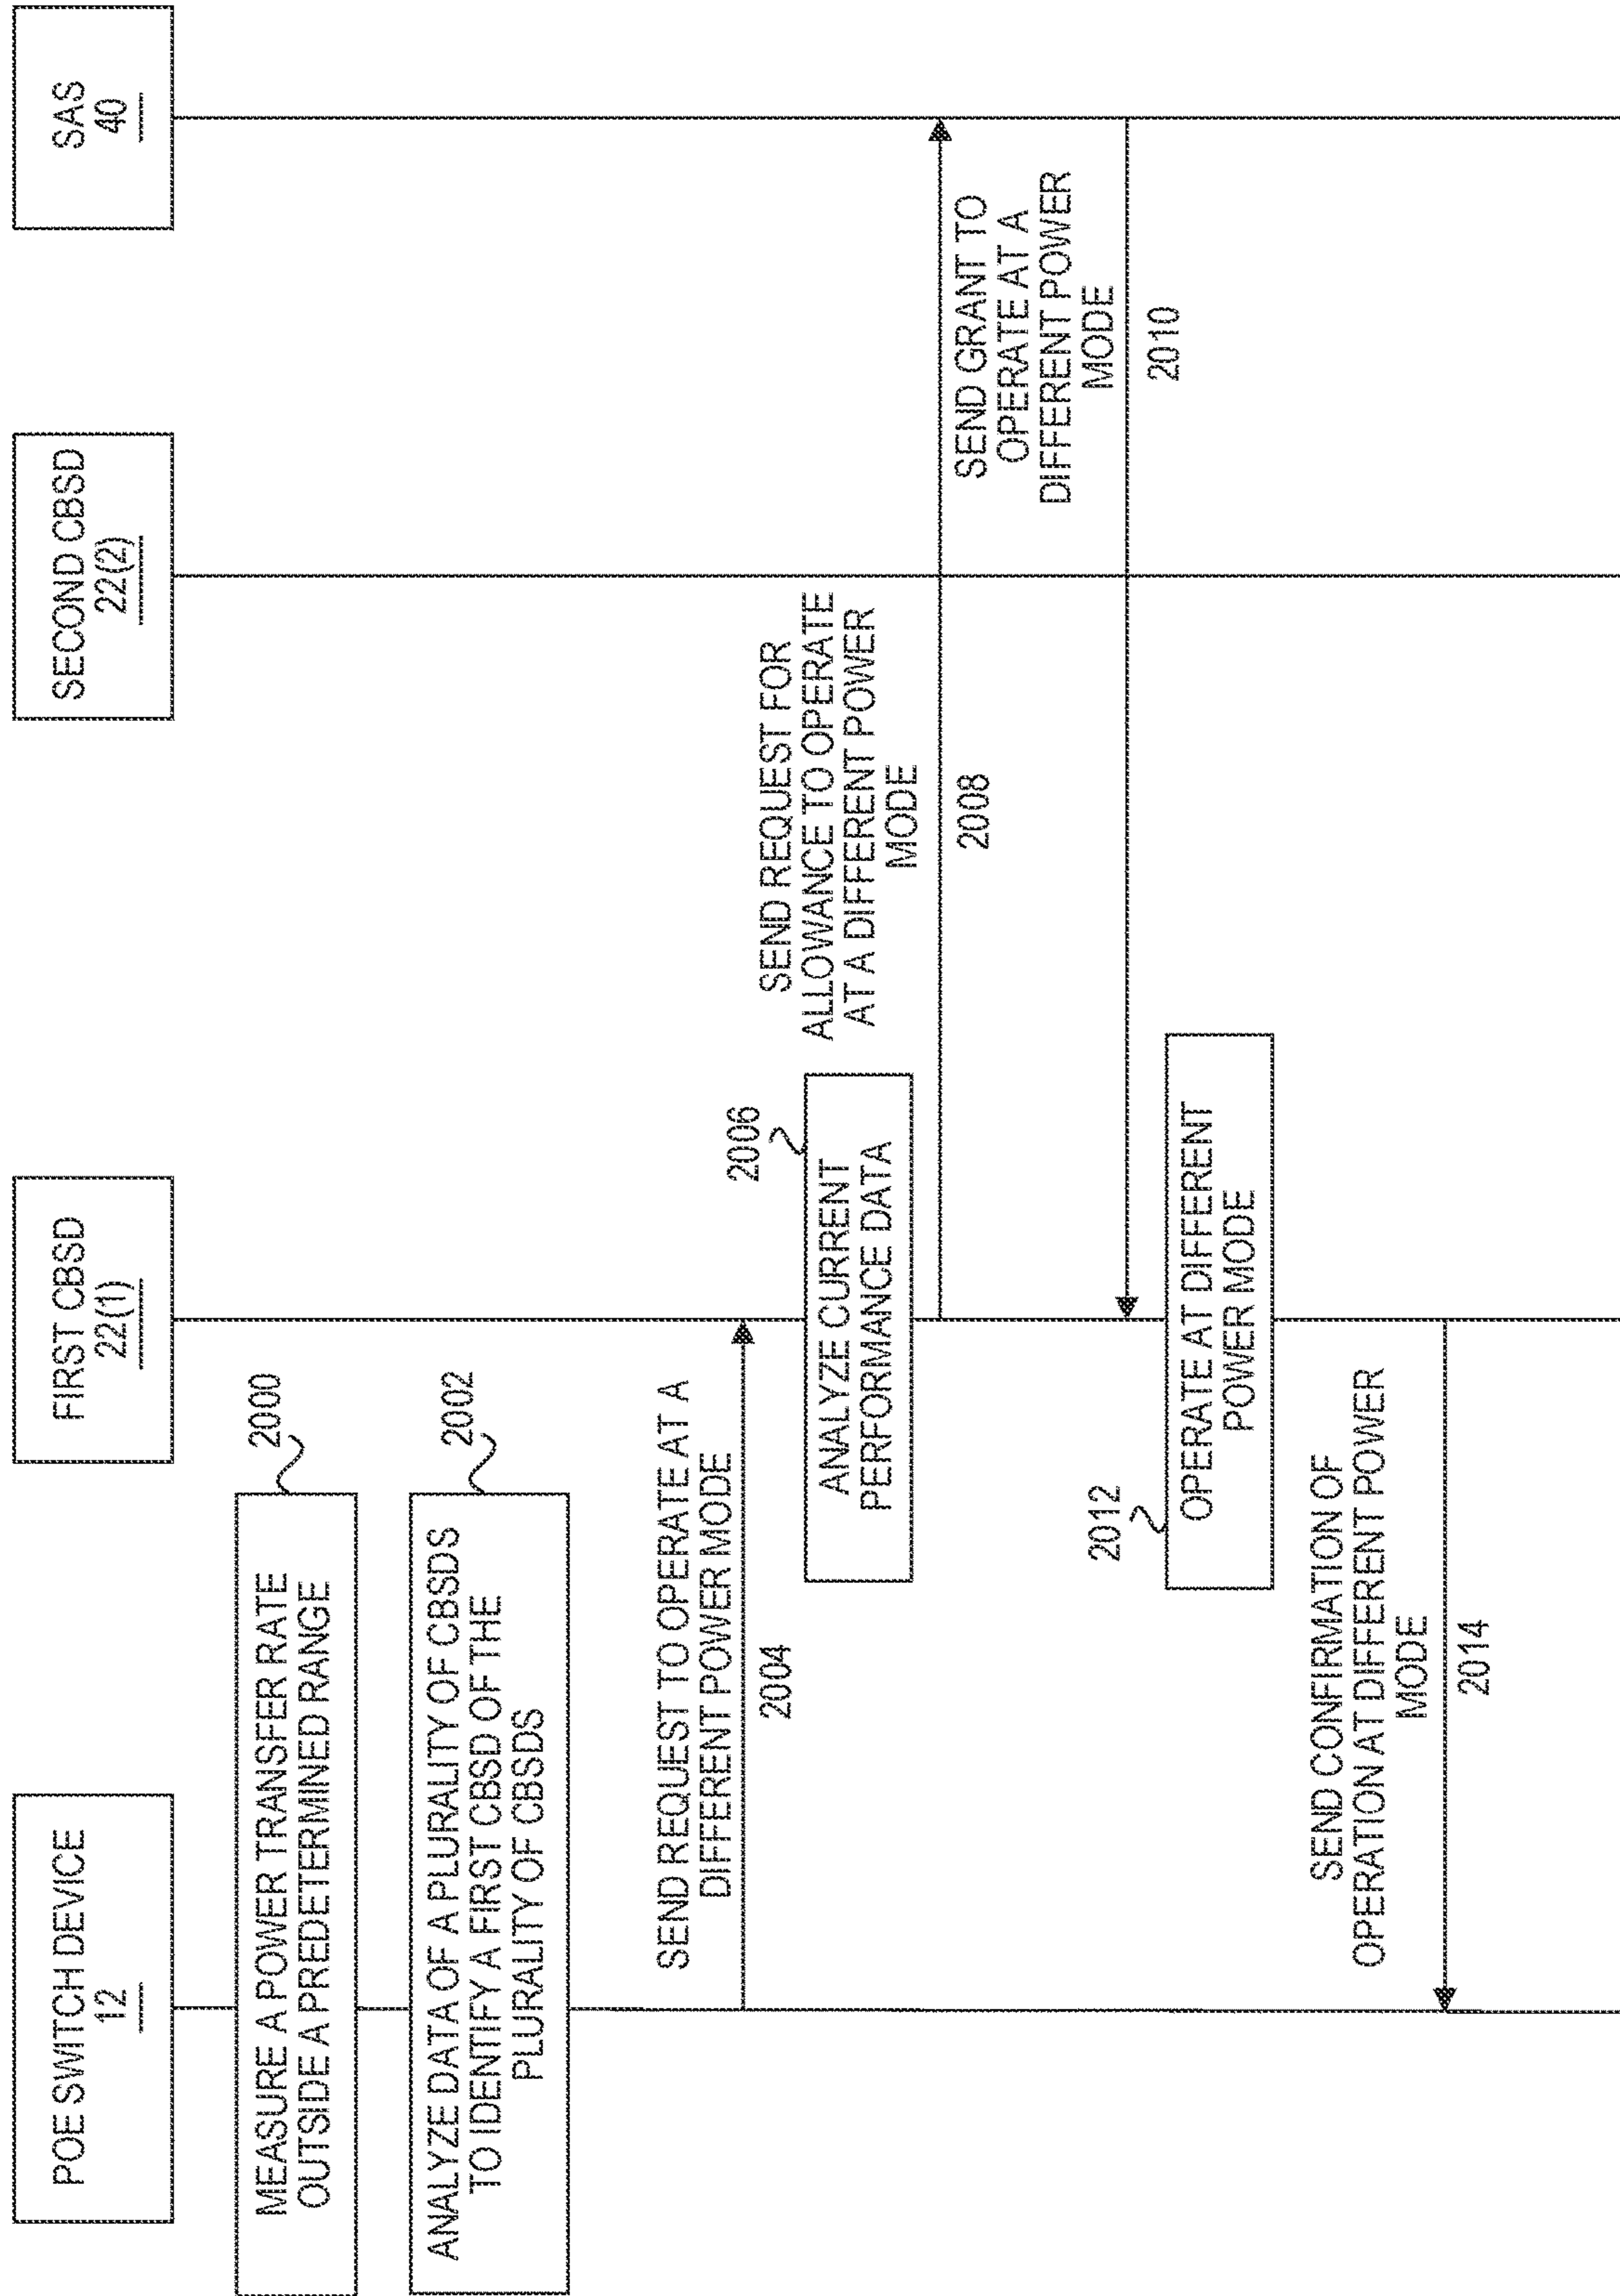 POE SWITCH DEVICE
12
FIRST CBSD
22(1)
SECOND CBSD
22(2)
SAS
40
2000
MEASURE A POWER TRANSFER RATE
OUTSIDE A PREDETERMINED RANGE
2002
ANALYZE DATA OF A PLURALITY OF CBSDS
TO IDENTIFY A FIRST CBSD OF THE
PLURALITY OF CBSDS
SEND REQUEST TO OPERATE AT A
DIFFERENT POWER MODE
2004
2006
ANALYZE CURRENT
PERFORMANCE DATA
SEND REQUEST FOR
ALLOWANCE TO OPERATE
AT A DIFFERENT POWER
MODE
2008
SEND GRANT TO
OPERATE AT A
DIFFERENT POWER
MODE
2010
2012
OPERATE AT DIFFERENT
POWER MODE
SEND CONFIRMATION OF
OPERATION AT DIFFERENT POWER
MODE
2014